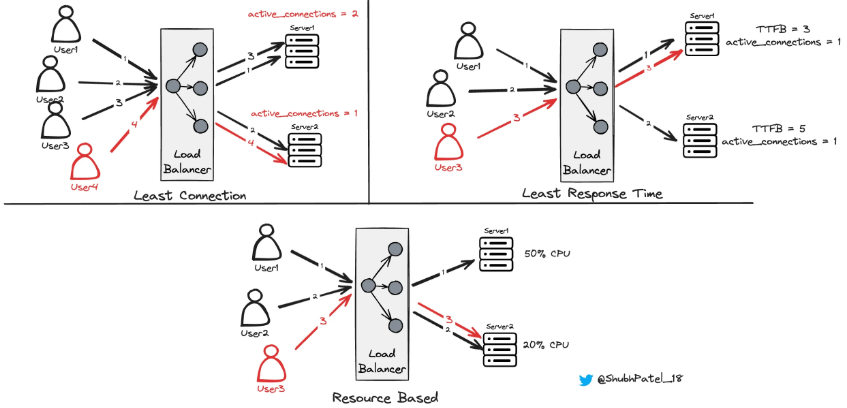 active_connections = 2
Server1
User1
1
3
1
User2
2
3
User3
4
User4
active_connections = 1
Server2
2
4
Load
Balancer
Least Connection
Server1
TTFB = 3
active_connections = 1
User1
1
1
3
User2
2
3
User3
2
Server2
TTFB = 5
active_connections = 1
Load
Balancer
Least Response Time
Server1
50% CPU
User1
1
1
User2
2
3
User3
3
2
Server2
20% CPU
Load
Balancer
Resource Based
@ShubhPatel_18